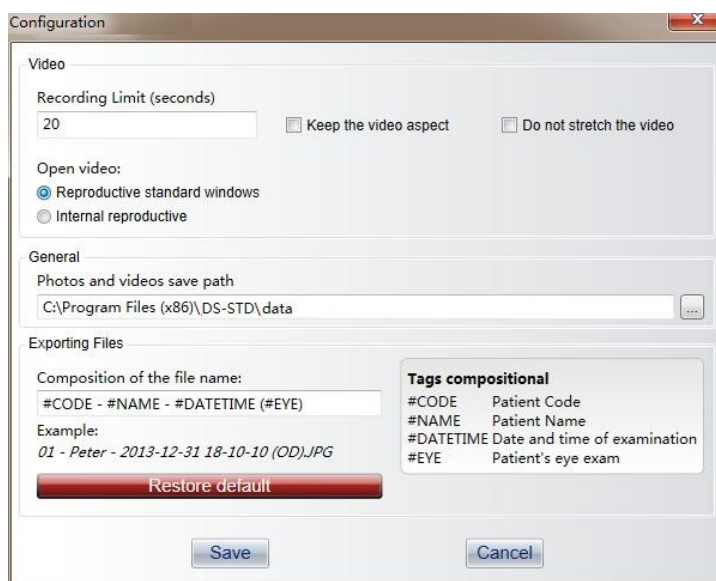 Configuration
X
Video
Recording Limit (seconds)
20
Keep the video aspect
Do not stretch the video
Open video:
Reproductive standard windows
Internal reproductive
General
Photos and videos save path
C:\Program Files (x86)\DS-STD\data
...
Exporting Files
Composition of the file name:
#CODE - #NAME - #DATETIME (#EYE)
Example:
01 - Peter - 2013-12-31 18-10-10 (OD).JPG
Restore default
Tags compositional
#CODE Patient Code
#NAME Patient Name
#DATETIME Date and time of examination
#EYE Patient's eye exam
Save
Cancel